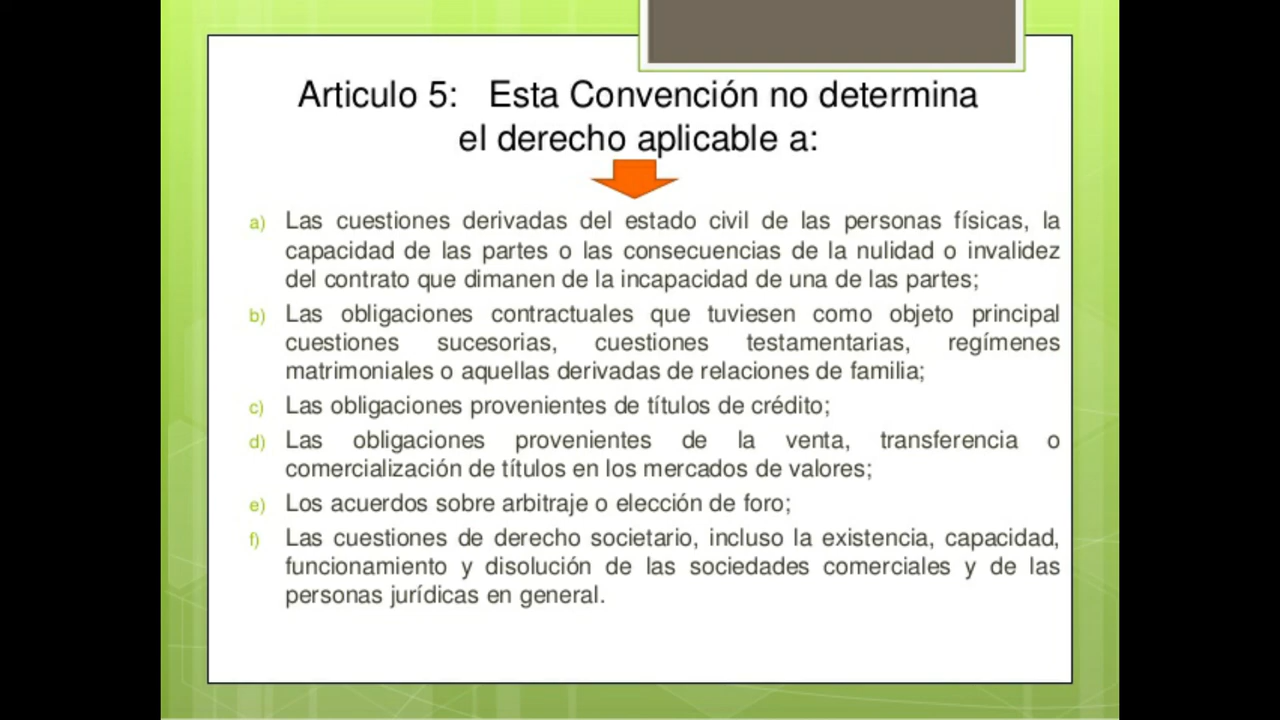 Articulo 5: Esta Convención no determina
el derecho aplicable a:
a) Las cuestiones derivadas del estado civil de las personas físicas, la
capacidad de las partes o las consecuencias de la nulidad o invalidez
del contrato que dimanen de la incapacidad de una de las partes;
b) Las obligaciones contractuales que tuviesen como objeto principal
cuestiones sucesorias, cuestiones testamentarias, regímenes
matrimoniales o aquellas derivadas de relaciones de familia;
c) Las obligaciones provenientes de títulos de crédito;
d) Las obligaciones provenientes de la venta, transferencia o
comercialización de títulos en los mercados de valores;
e) Los acuerdos sobre arbitraje o elección de foro;
f) Las cuestiones de derecho societario, incluso la existencia, capacidad,
funcionamiento y disolución de las sociedades comerciales y de las
personas jurídicas en general.